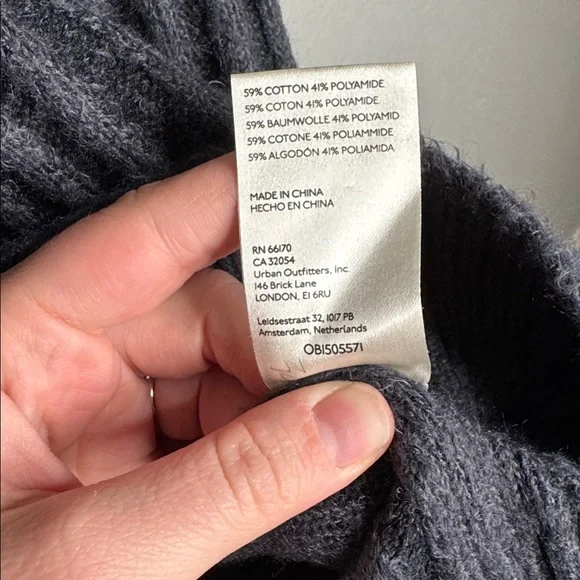 59% COTTON 41% POLYAMIDE
59% COTON 41% POLYAMIDE
59% BAUMWOLLE 41% POLYAMID
59% COTONE 41% POLIAMMIDE
59% ALGODÓN 41% POLIAMIDA
MADE IN CHINA
HECHO EN CHINA
RN 66170
CA 32054
Urban Outfitters, Inc.
146 Brick Lane
LONDON, E1 6RU
Leidsestraat 32, 1017 PB
Amsterdam, Netherlands
OB1505571